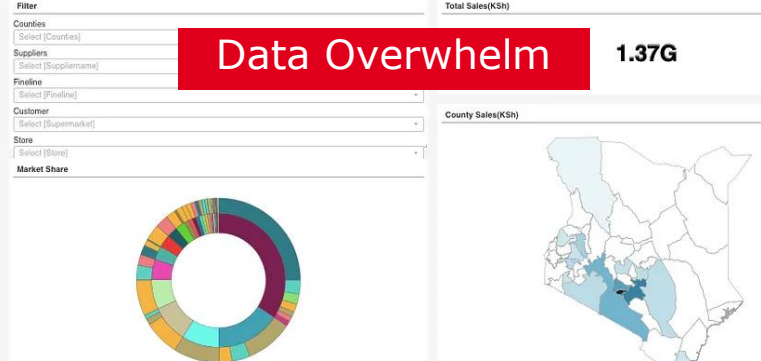 Filter
Counties
Select [Counties]
Suppliers
Select [Suppliername]
Fineline
Select [Fineline]
Customer
Select [Supermarket]
Store
Select [Store]
Market Share
Data Overwhelm
Total Sales(KSh)
1.37G
County Sales(KSh)